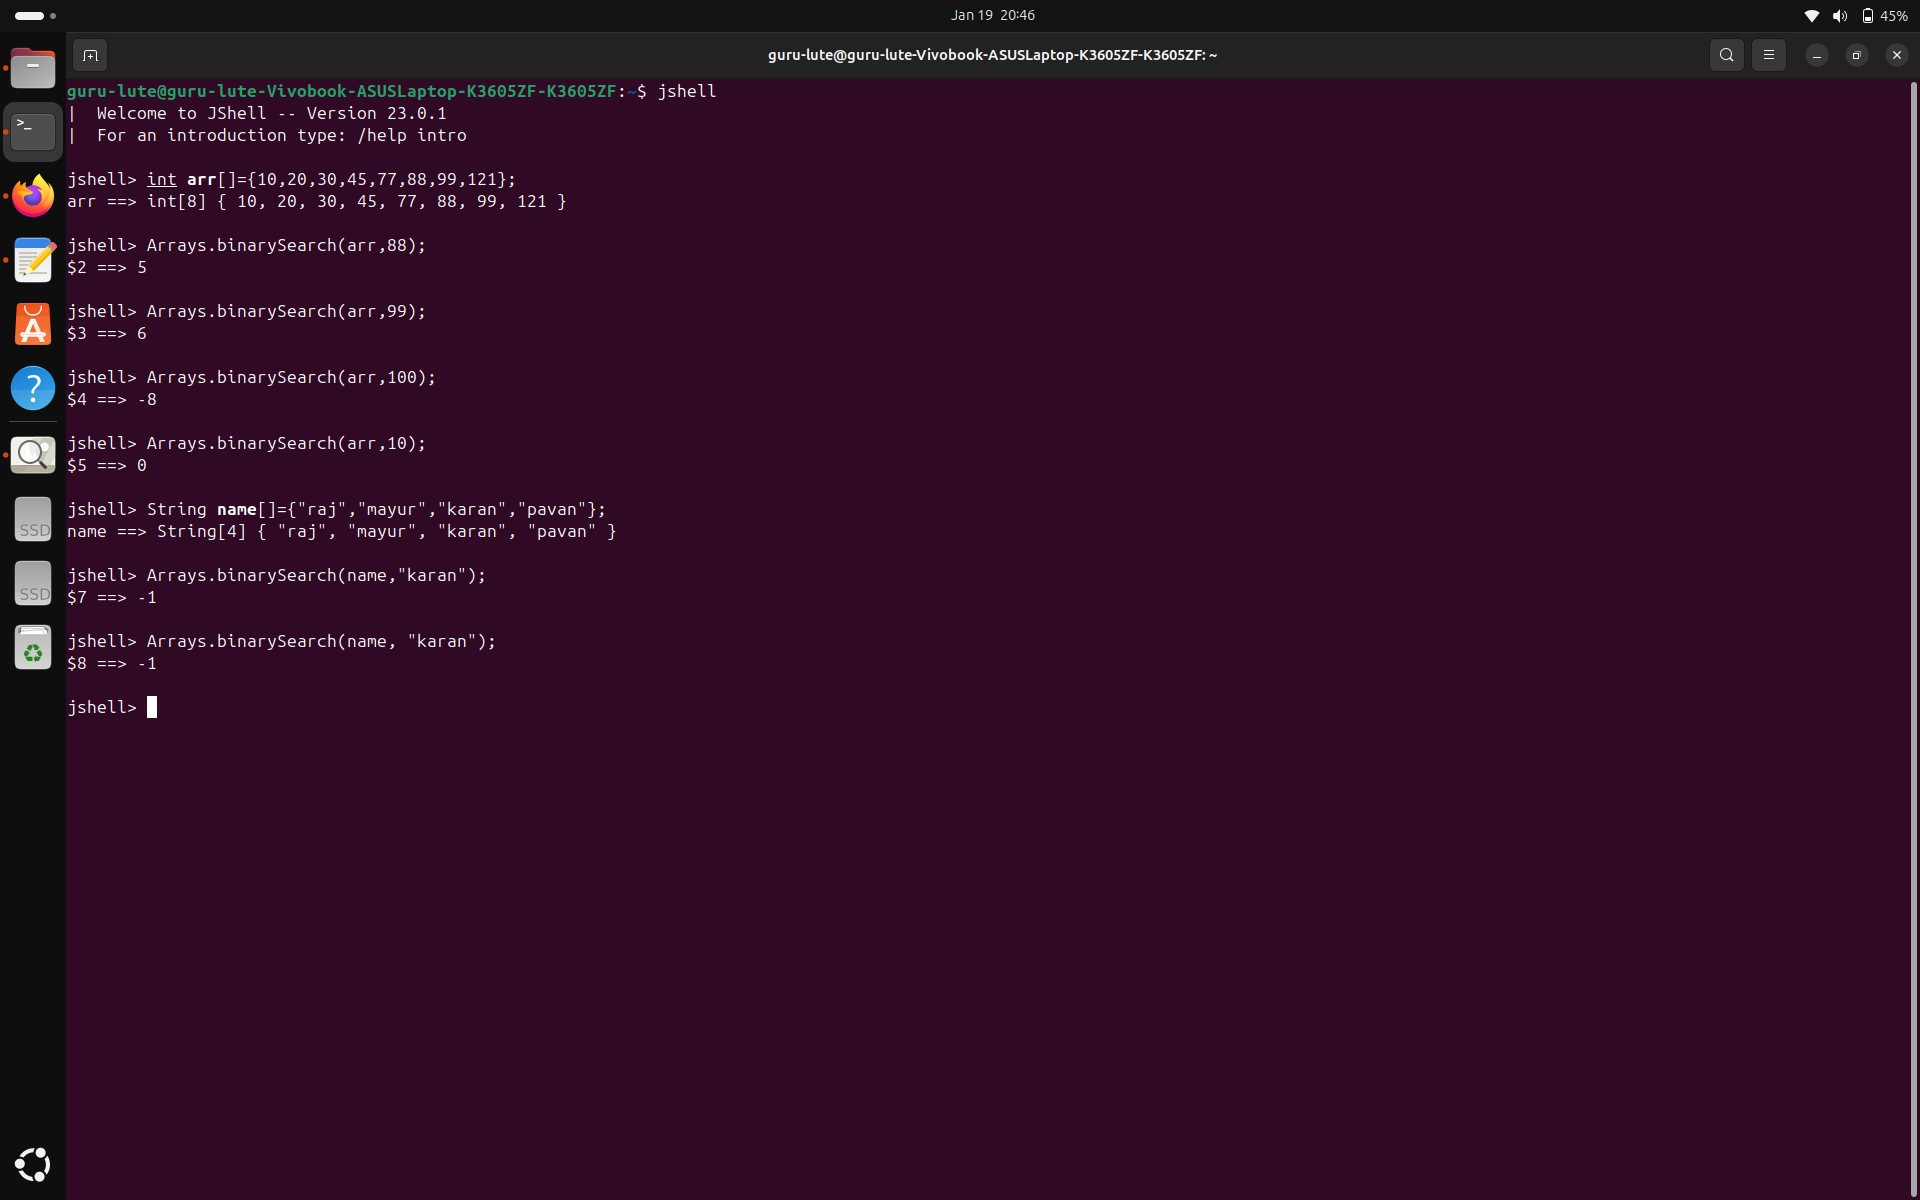 Jan 19 20:46
45%
guru-lute@guru-lute-Vivobook-ASUSLaptop-K3605ZF-K3605ZF: ~
guru-lute@guru-lute-Vivobook-ASUSLaptop-K3605ZF-K3605ZF:~$ jshell
|  Welcome to JShell -- Version 23.0.1
|  For an introduction type: /help intro
jshell> int arr[]={10,20,30,45,77,88,99,121};
arr ==> int[8] { 10, 20, 30, 45, 77, 88, 99, 121 }
jshell> Arrays.binarySearch(arr,88);
$2 ==> 5
jshell> Arrays.binarySearch(arr,99);
$3 ==> 6
jshell> Arrays.binarySearch(arr,100);
$4 ==> -8
jshell> Arrays.binarySearch(arr,10);
$5 ==> 0
jshell> String name[]={"raj","mayur","karan","pavan"};
name ==> String[4] { "raj", "mayur", "karan", "pavan" }
jshell> Arrays.binarySearch(name,"karan");
$7 ==> -1
jshell> Arrays.binarySearch(name, "karan");
$8 ==> -1
jshell>
SSD
SSD